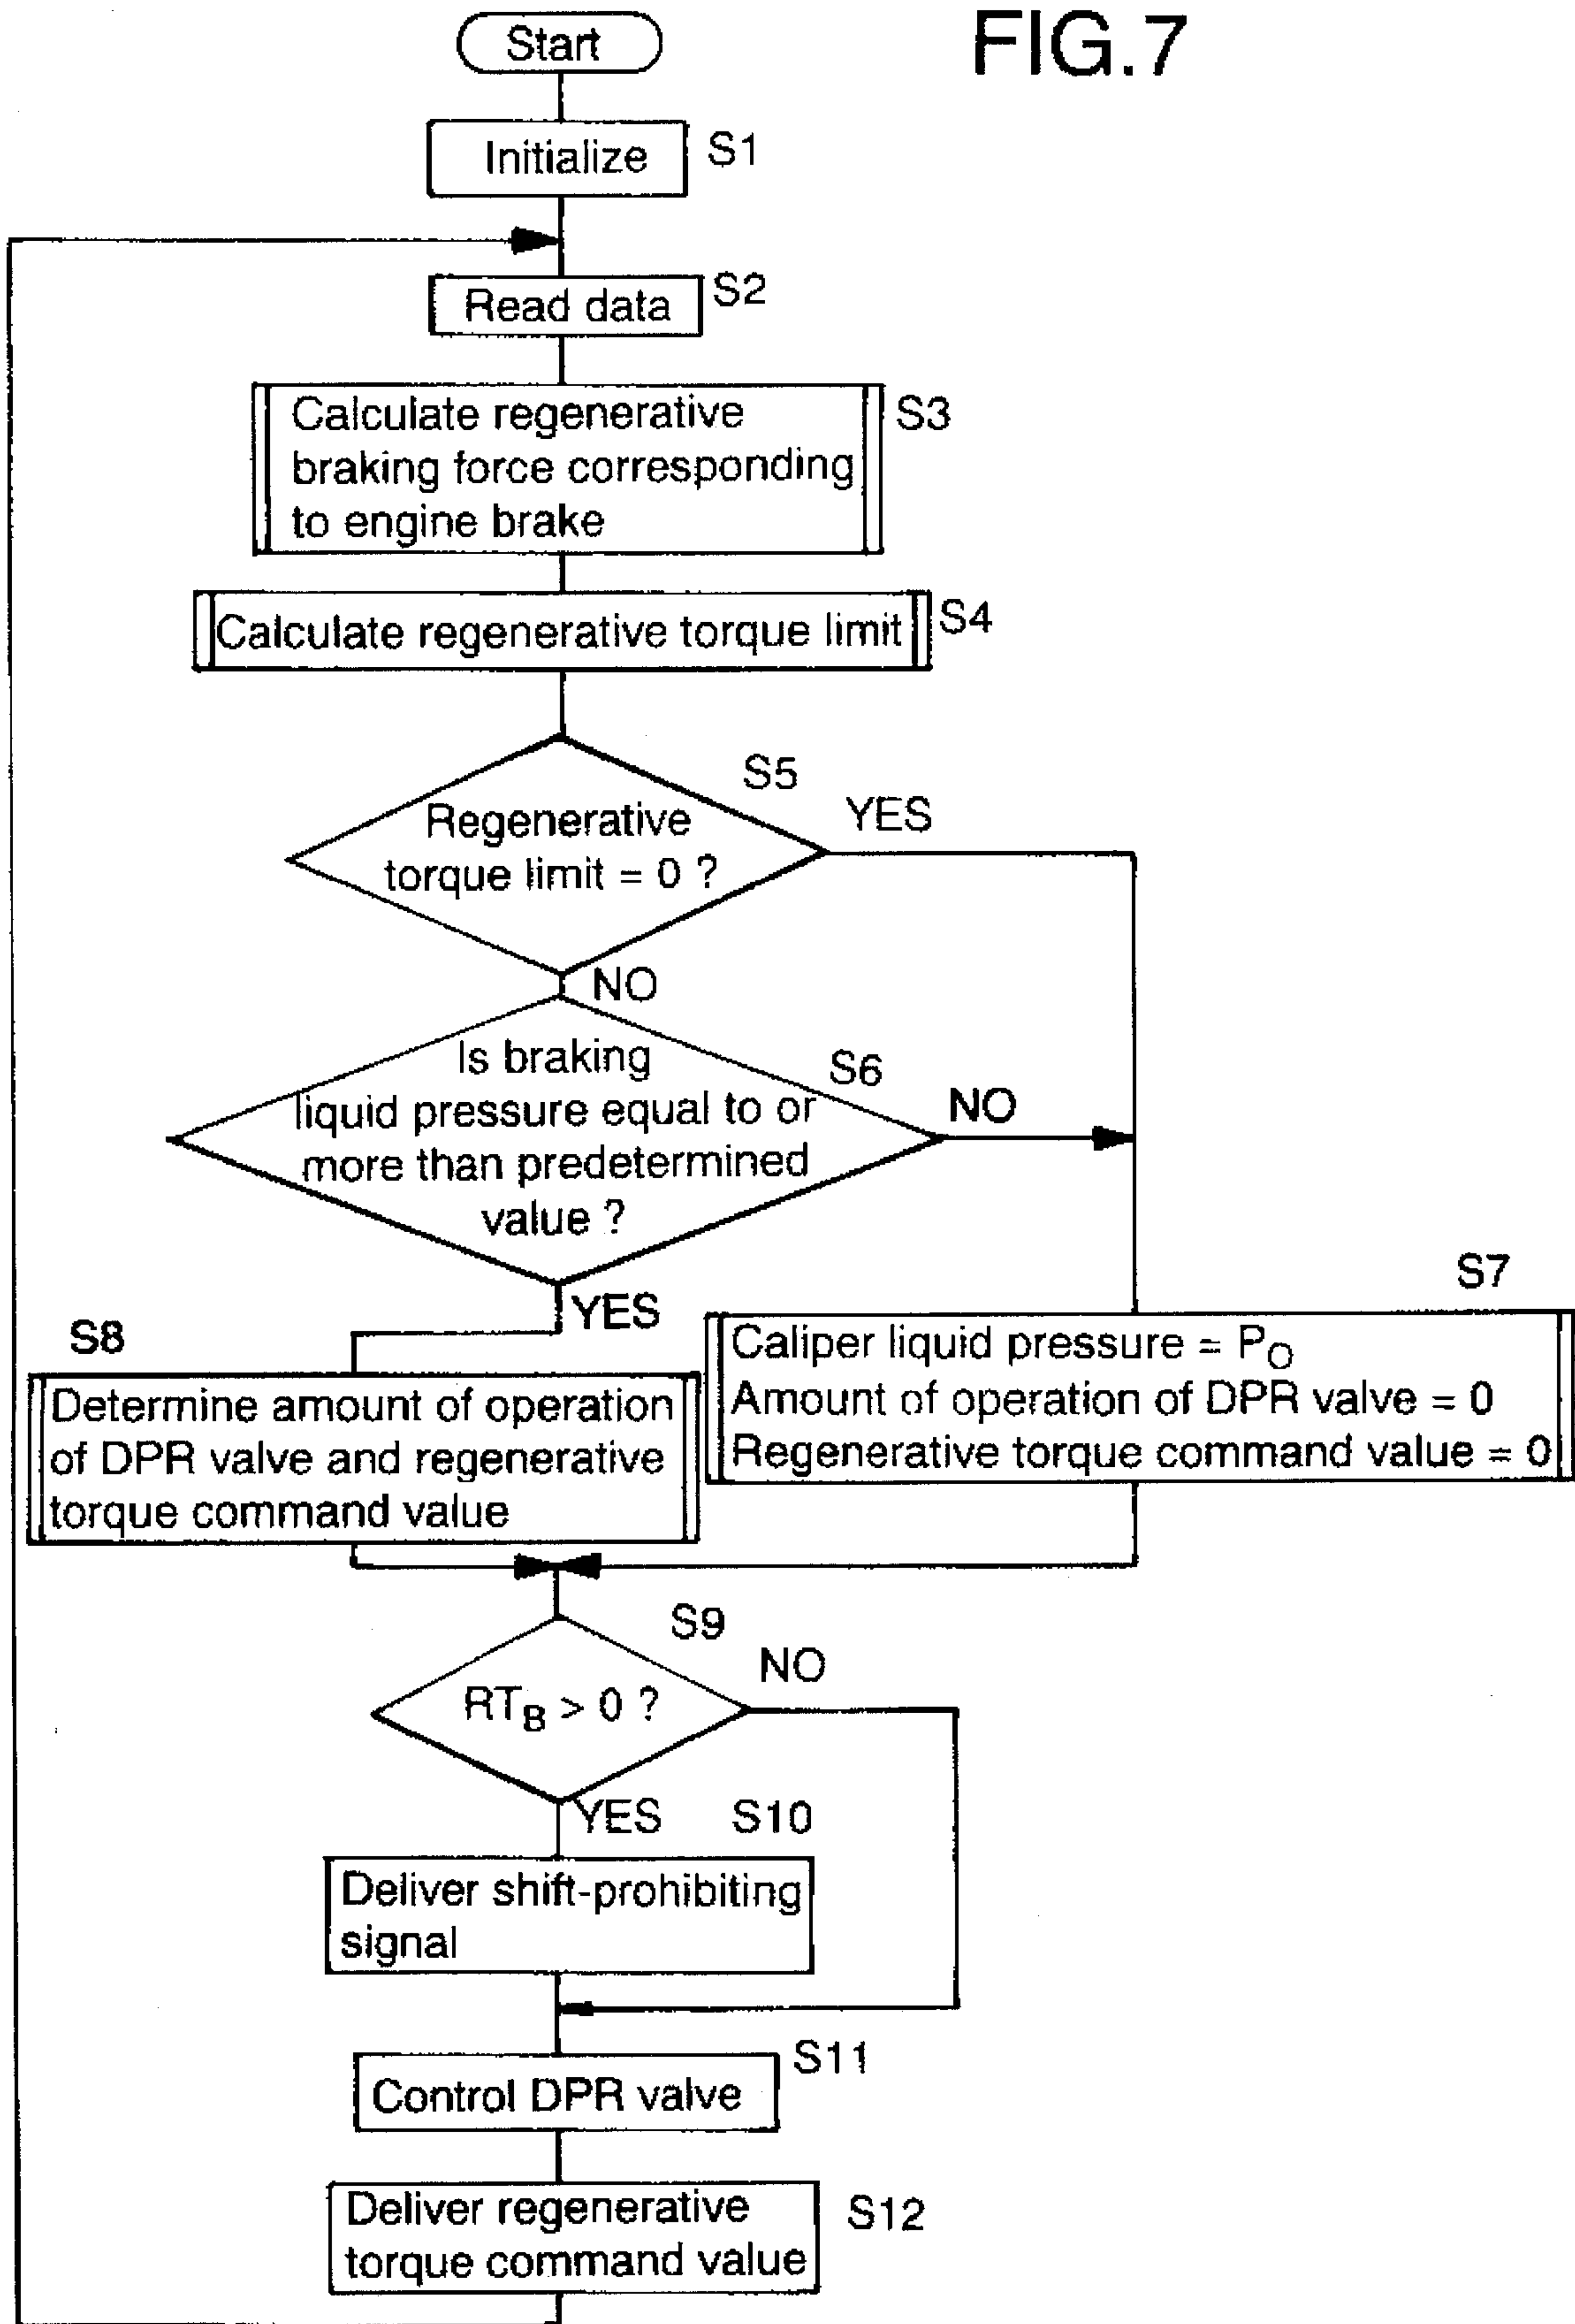 FIG.7
Start
Initialize
S1
Read data
S2
Calculate regenerative
braking force corresponding
to engine brake
S3
Calculate regenerative torque limit
S4
S5
Regenerative
torque limit = 0 ?
YES
NO
Is braking
liquid pressure equal to or
more than predetermined
value ?
S6
NO
YES
S7
Caliper liquid pressure = PO
Amount of operation of DPR valve = 0
Regenerative torque command value = 0
S8
Determine amount of operation
of DPR valve and regenerative
torque command value
S9
RTB > 0 ?
NO
YES
S10
Deliver shift-prohibiting
signal
S11
Control DPR valve
Deliver regenerative
torque command value
S12